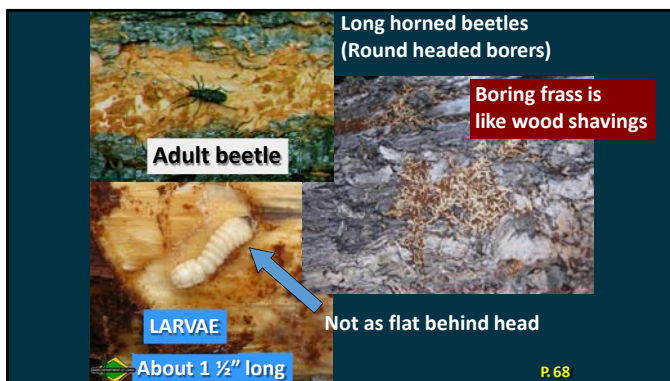 Long horned beetles
(Round headed borers)
Boring frass is
like wood shavings
Adult beetle
Not as flat behind head
LARVAE
About 1 ½” long
P. 68